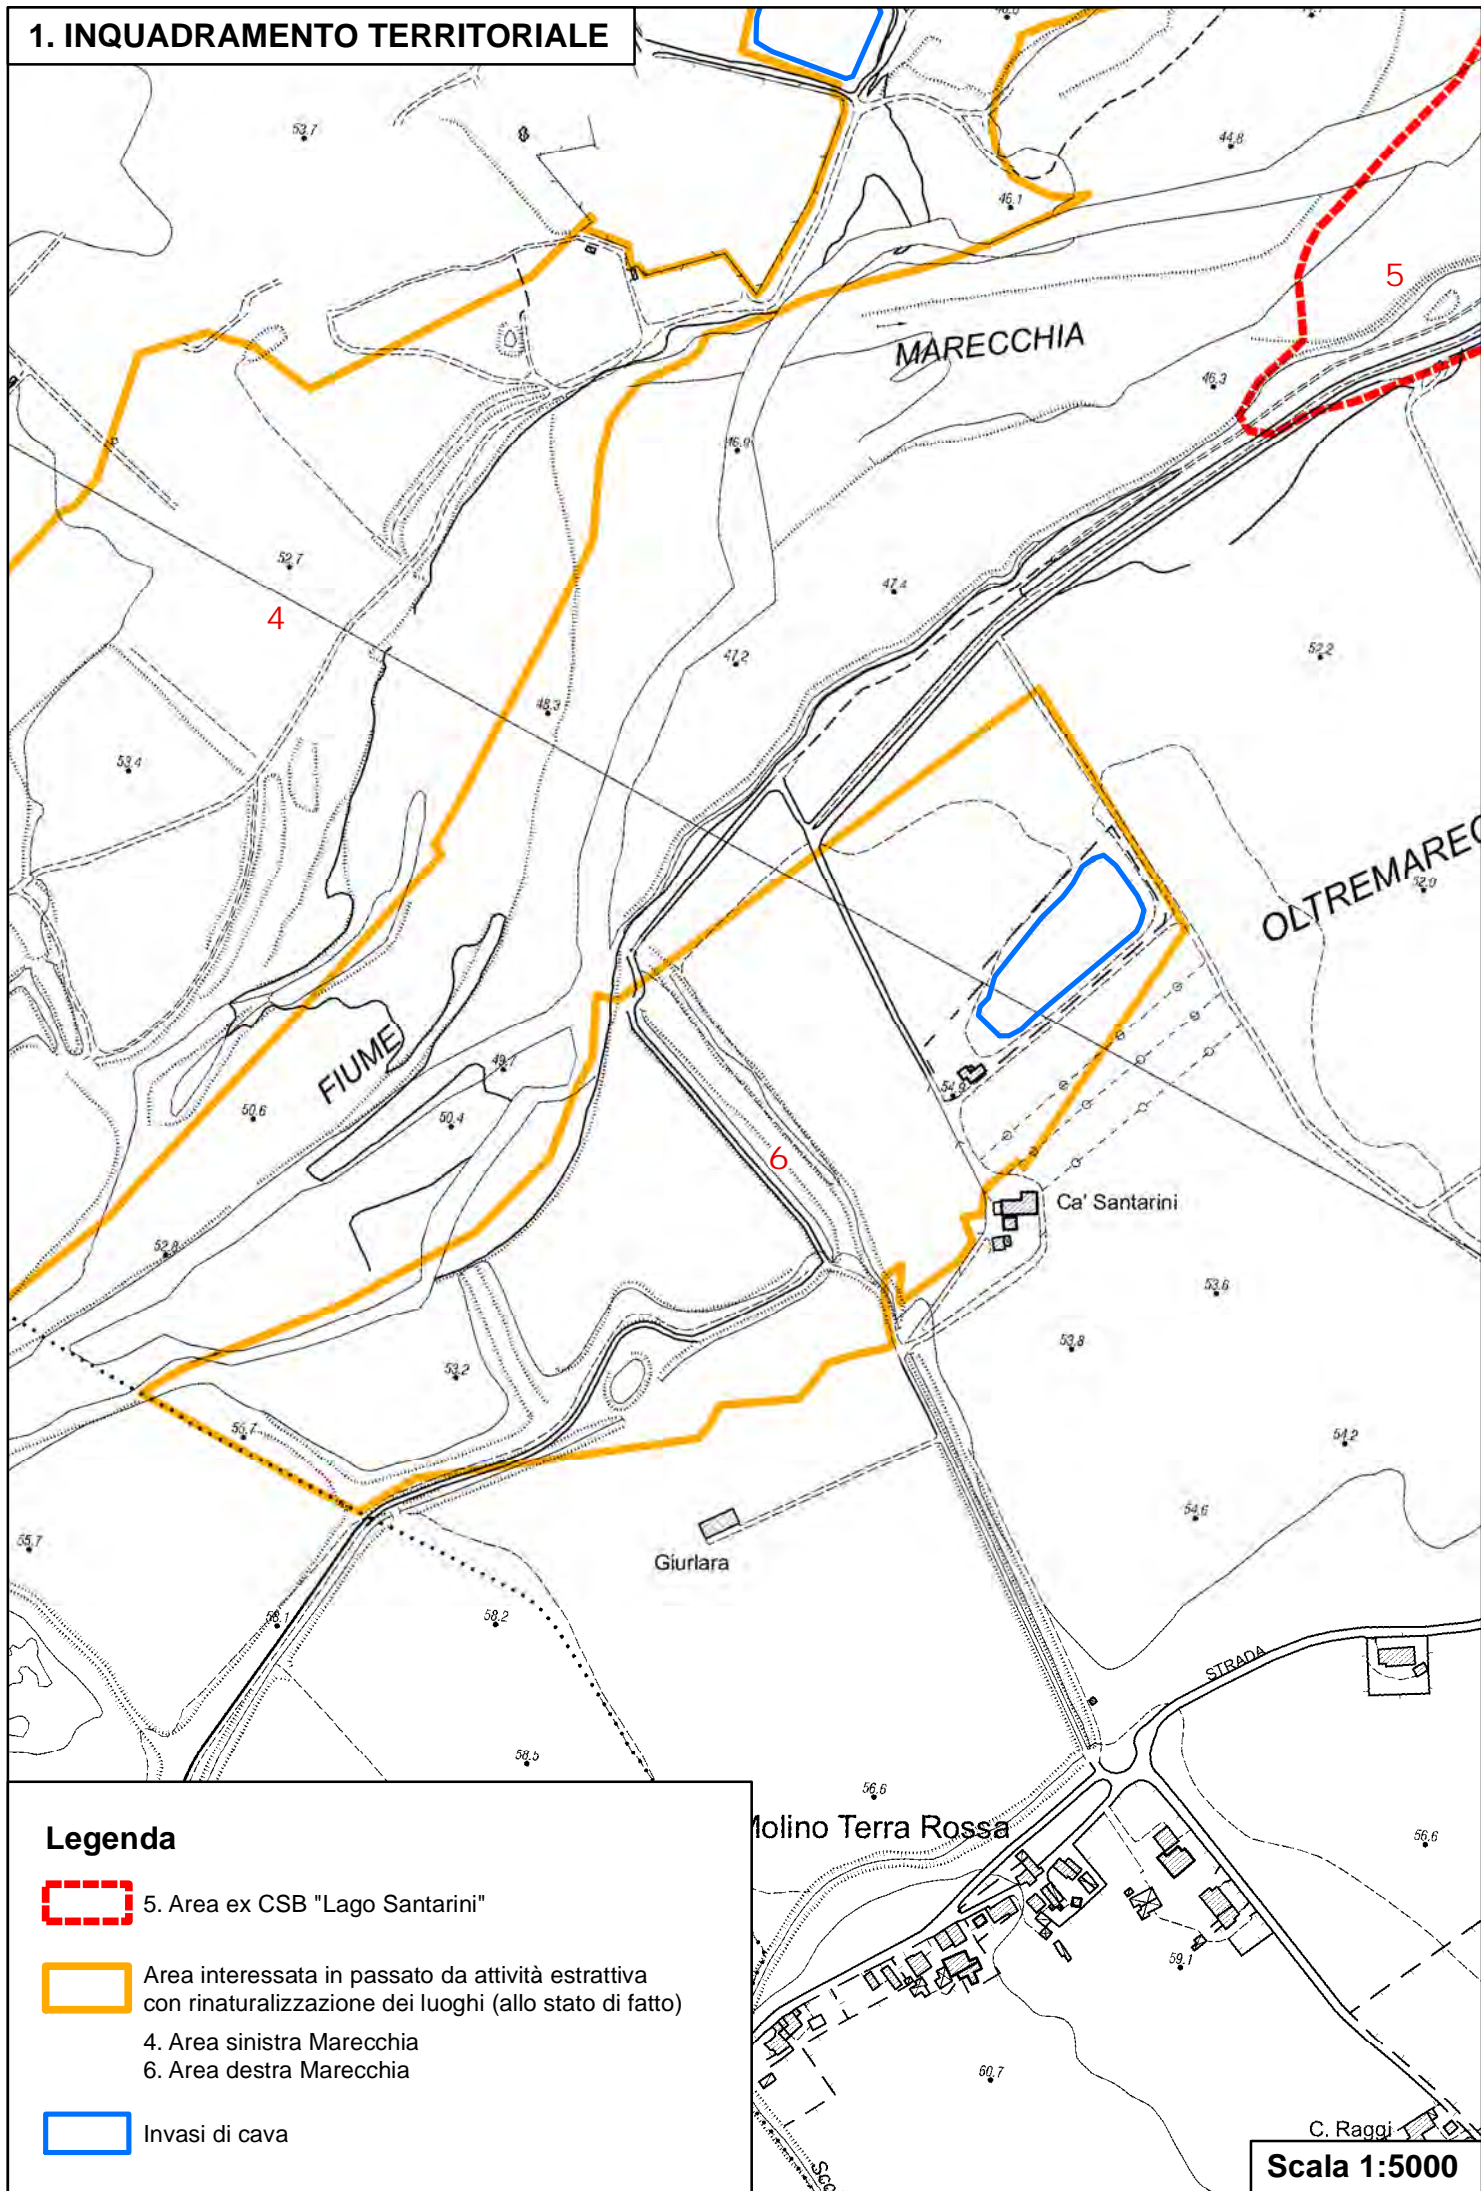 1. INQUADRAMENTO TERRITORIALE
53,7
44,8
46,1
5
MARECCHIA
46,3
46,9
52,7
4
47,4
47,2
52,2
48,3
53,4
OLTREMAREC
52,0
FIUME
49,7
50,6
50,4
54,9
6
Ca' Santarini
52,8
53,6
53,8
53,2
55,7
54,2
54,6
55,7
Giurlara
58,1
58,2
STRADA
58,5
56,6
Molino Terra Rossa
56,6
59,1
60,7
C. Raggi
Legenda
5. Area ex CSB "Lago Santarini"
Area interessata in passato da attività estrattiva
con rinaturalizzazione dei luoghi (allo stato di fatto)
4. Area sinistra Marecchia
6. Area destra Marecchia
Invasi di cava
Scala 1:5000